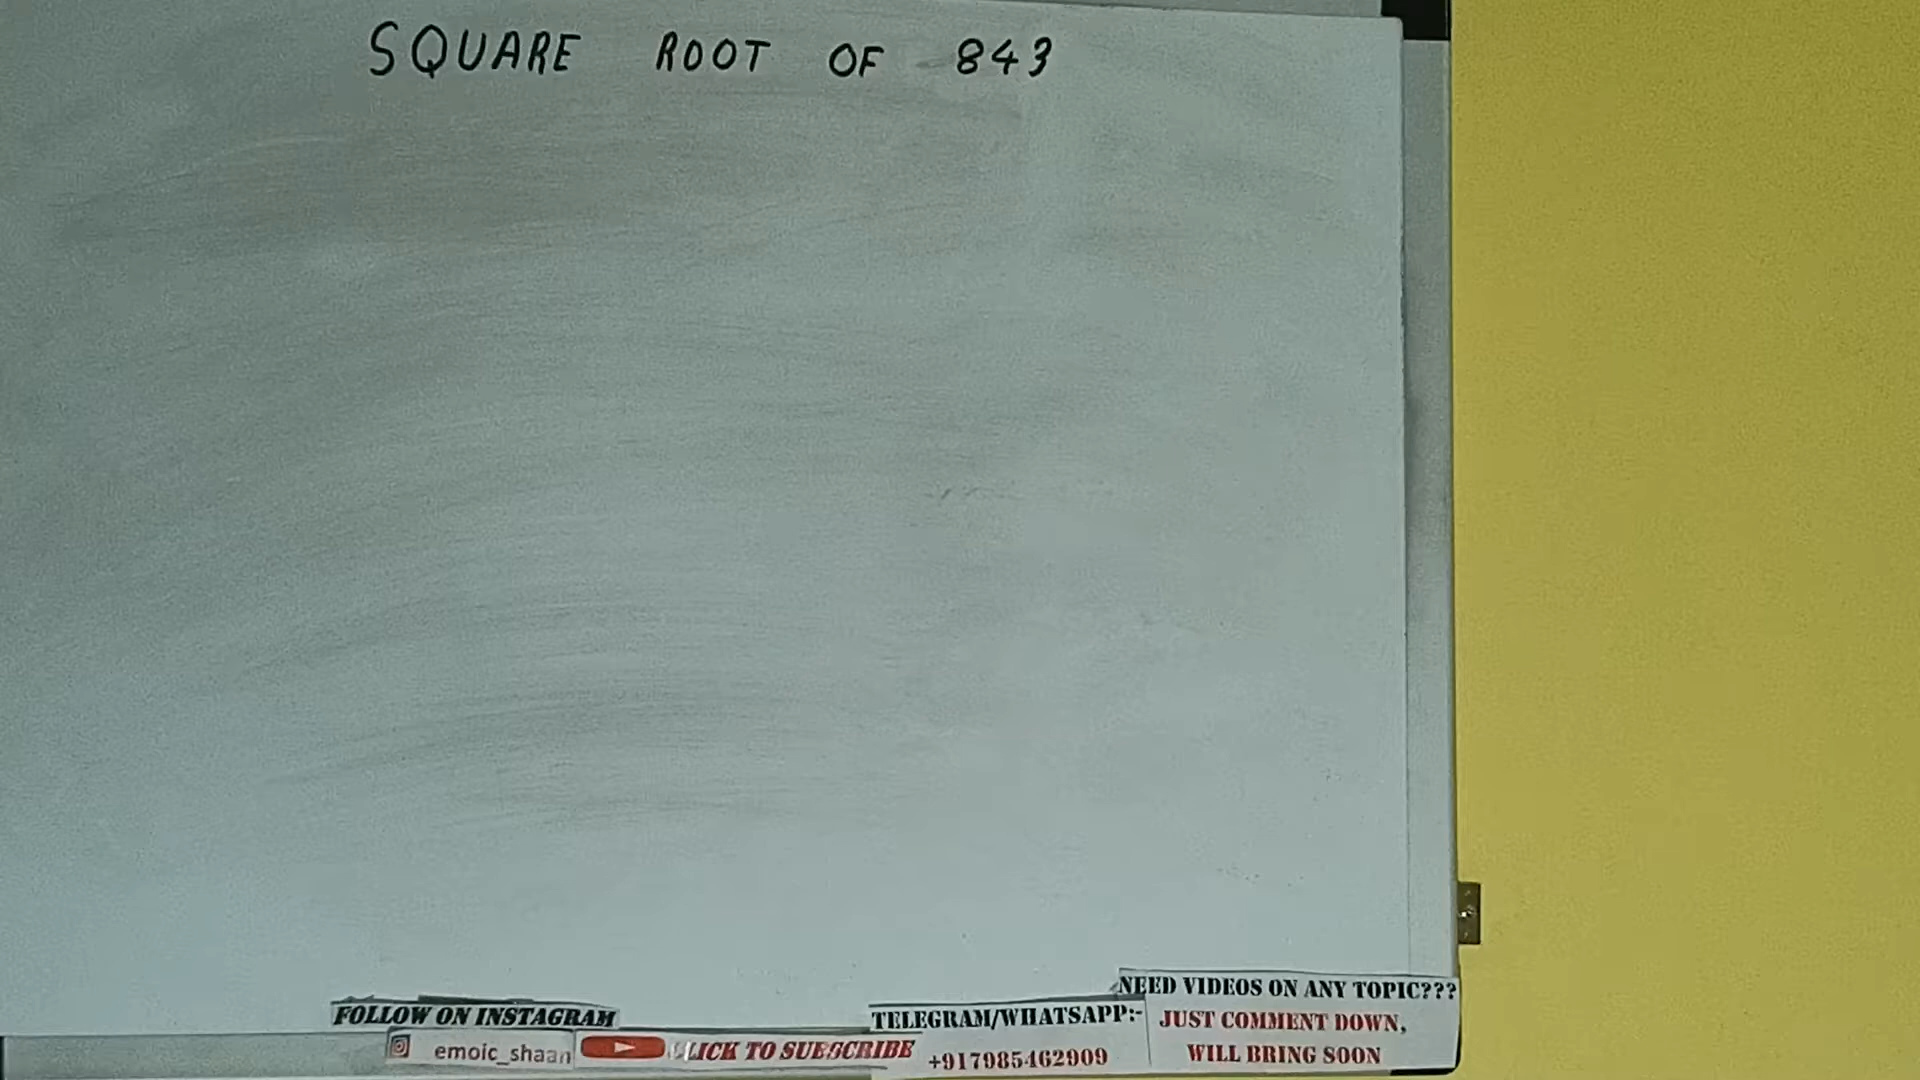 SQUARE ROOT OF 843
NEED VIDEOS ON ANY TOPIC???
FOLLOW ON INSTAGRAM
TELEGRAM/WHATSAPP:-
JUST COMMENT DOWN,
emoic_shaan
CLICK TO SUBSCRIBE
+917985462909
WILL BRING SOON